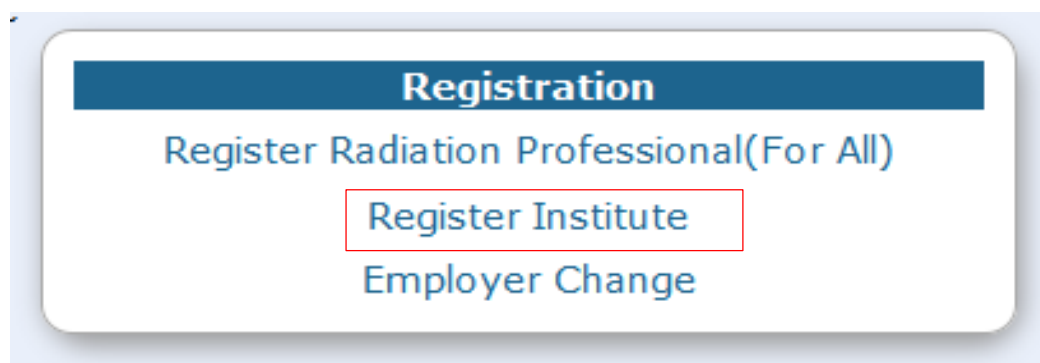 Registration
Register Radiation Professional(For All)
Register Institute
Employer Change